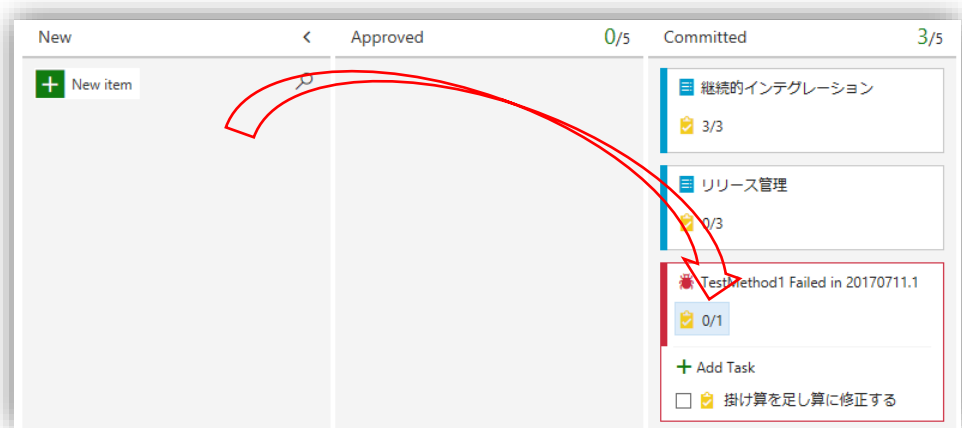 New
Approved
0/5
Committed
3/5
New item
継続的インテグレーション
3/3
リリース管理
0/3
TestMethod1 Failed in 20170711.1
0/1
Add Task
掛け算を足し算に修正する